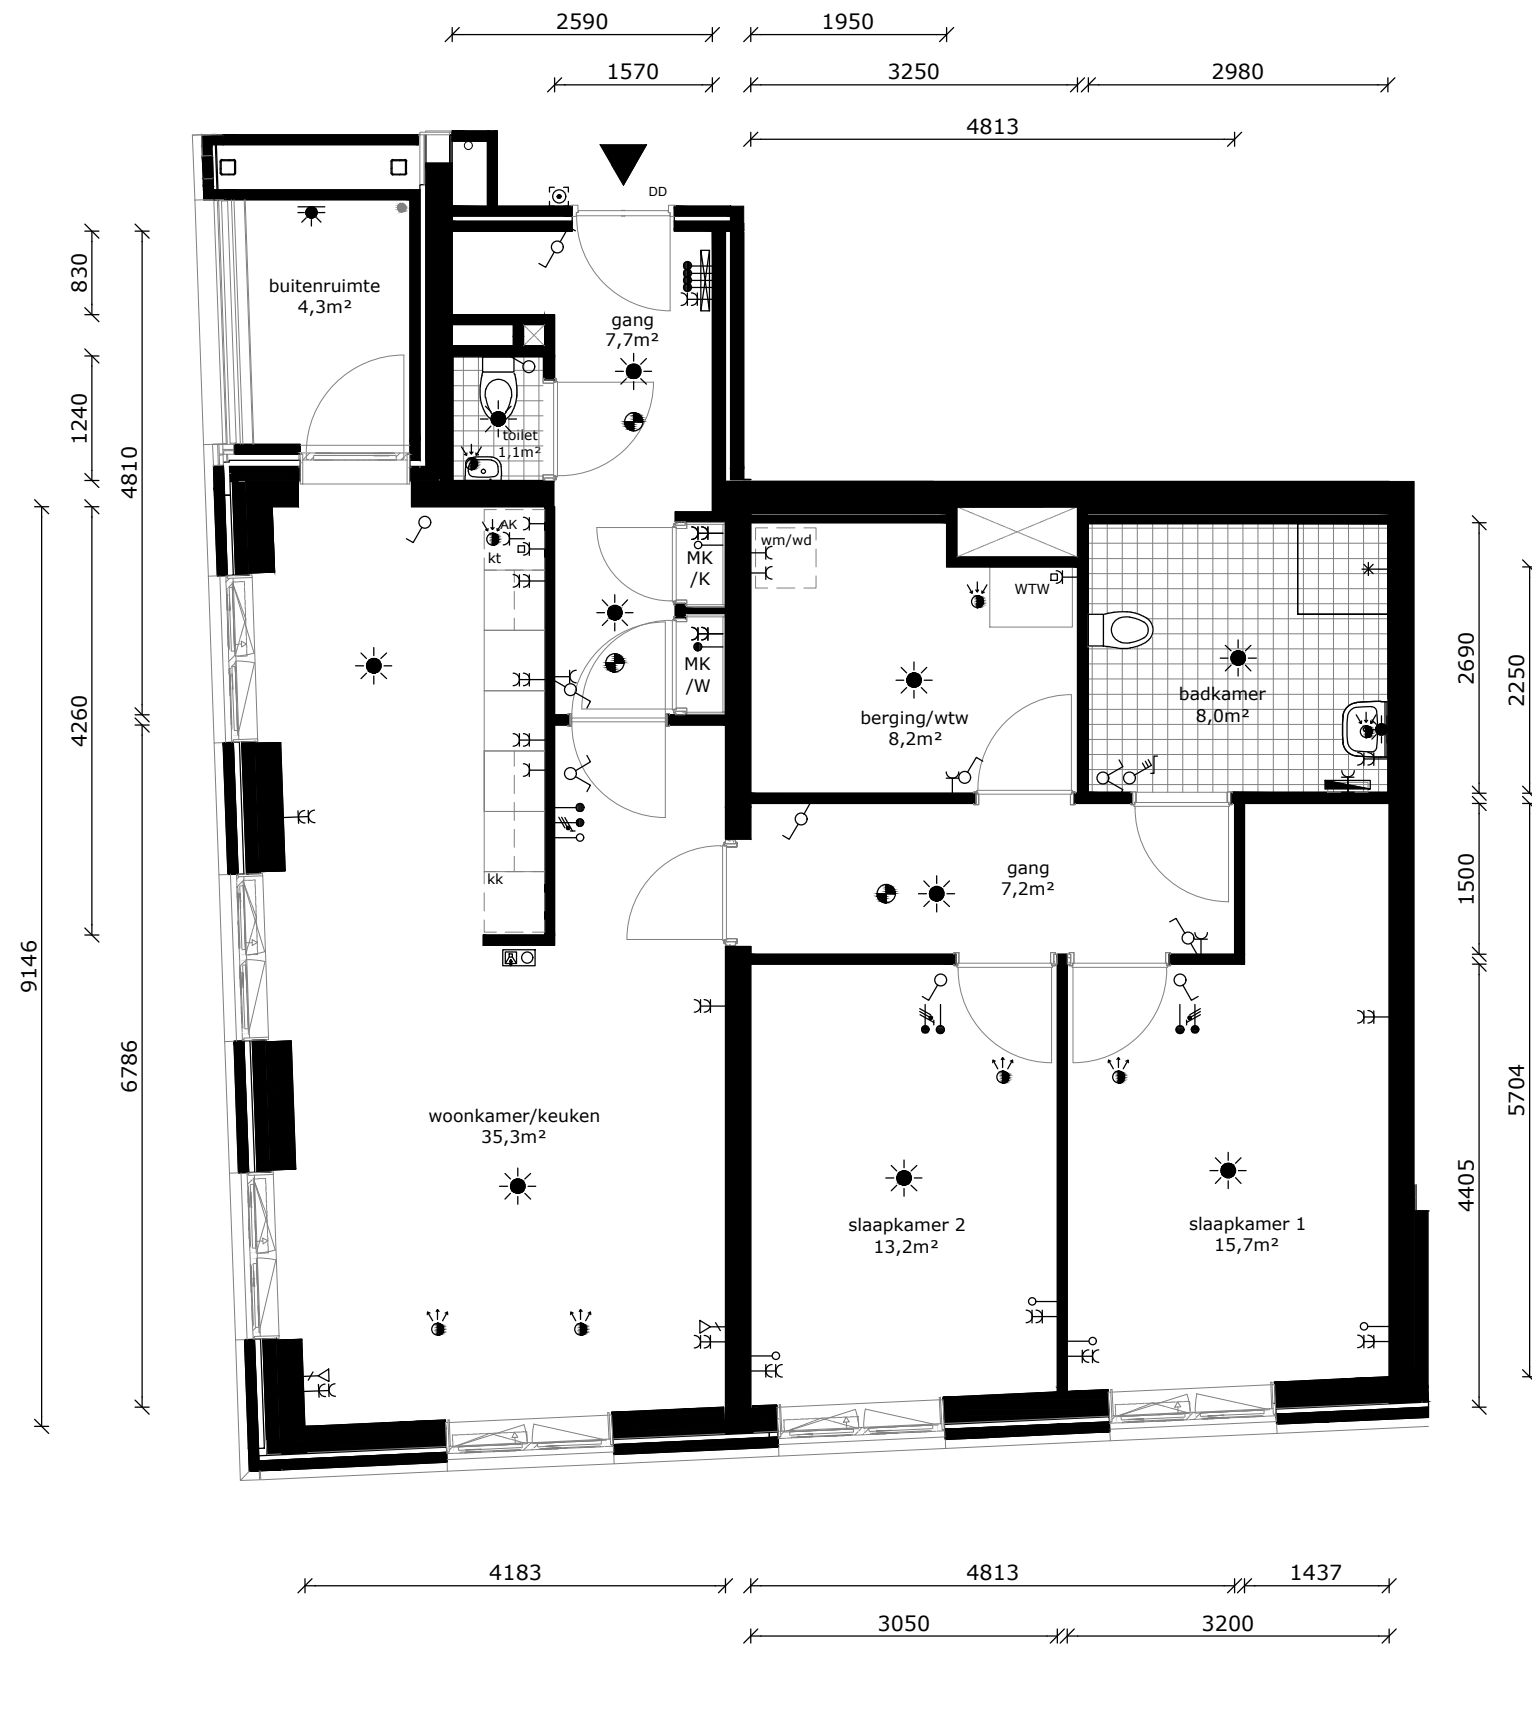 2590
1950
1570
3250
2980
4813
DD
830
buitenruimte
4,3m²
gang
7,7m²
1240
toilet
1,1m²
4810
AK
kt
MK
/K
wm/wd
WTW
2690
2250
4260
MK
/W
badkamer
8,0m²
berging/wtw
8,2m²
kk
gang
7,2m²
1500
9146
6786
5704
woonkamer/keuken
35,3m²
4405
slaapkamer 2
13,2m²
slaapkamer 1
15,7m²
4183
4813
1437
3050
3200